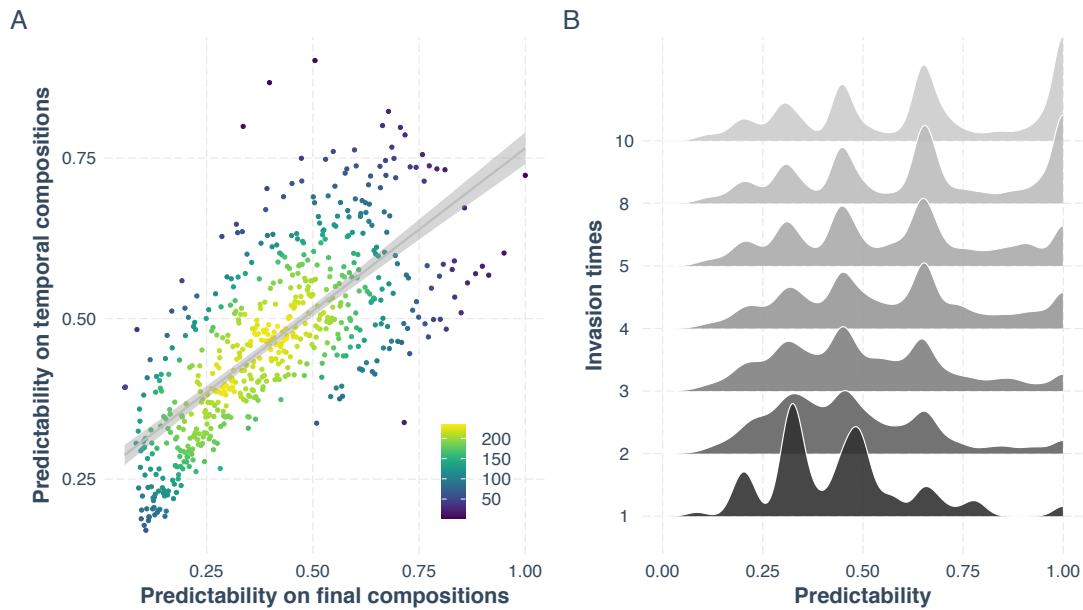 A
Predictability on temporal compositions
0.75
0.50
0.25
200
150
100
50
0.25 0.50 0.75 1.00
Predictability on final compositions
B
Invasion times
10
8
5
4
3
2
1
0.00 0.25 0.50 0.75 1.00
Predictability